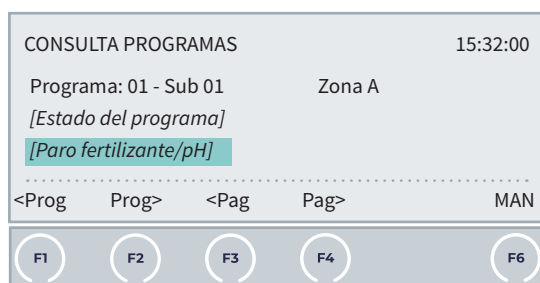 CONSULTA PROGRAMAS 15:32:00
Programa: 01 - Sub 01 Zona A
[Estado del programa]
[Paro fertilizante/pH]
<Prog Prog> <Pag Pag> MAN
F1 F2 F3 F4 F6